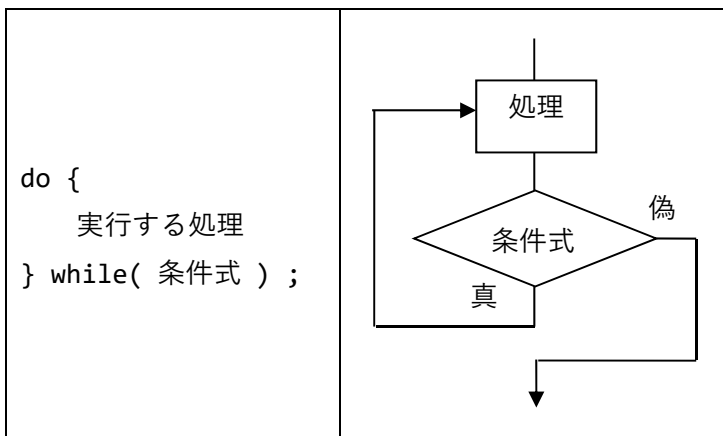 do {
実行する処理
} while( 条件式 ) ;
処理
条件式
偽
真